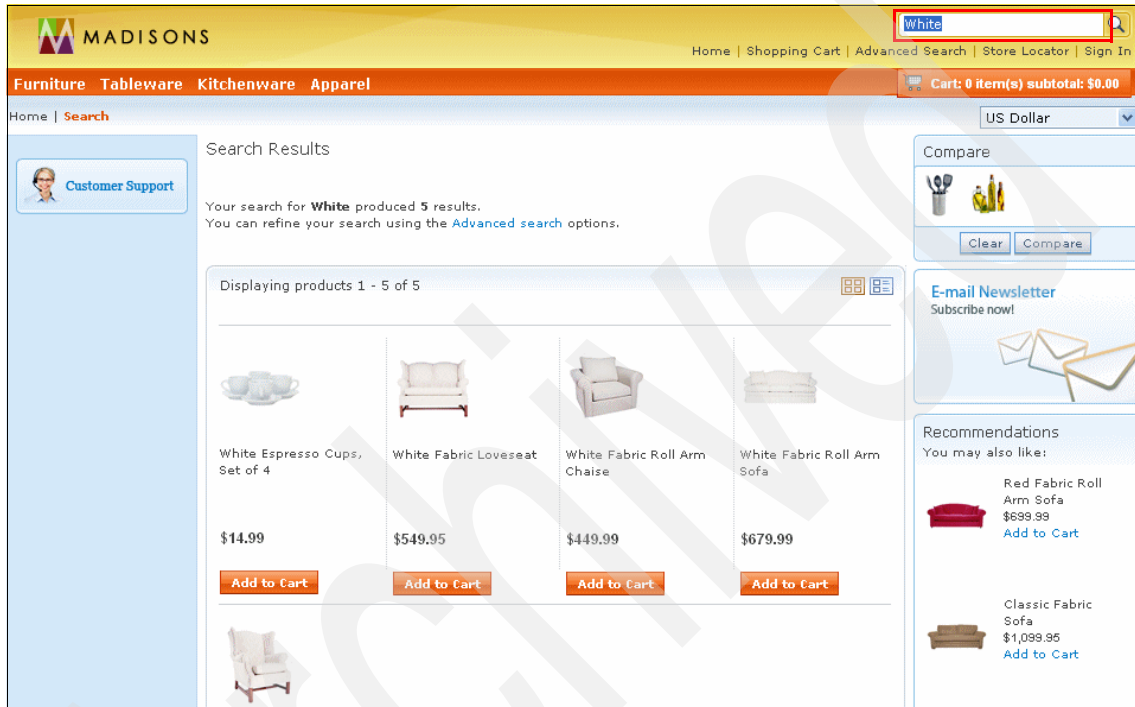 MADISONS
White
Home | Shopping Cart | Advanced Search | Store Locator | Sign In
Furniture Tableware Kitchenware Apparel
Cart: 0 item(s) subtotal: $0.00
Home | Search
US Dollar
Customer Support
Search Results
Your search for White produced 5 results.
You can refine your search using the Advanced search options.
Displaying products 1 - 5 of 5
White Espresso Cups,
Set of 4
$14.99
Add to Cart
White Fabric Loveseat
$549.95
Add to Cart
White Fabric Roll Arm
Chaise
$449.99
Add to Cart
White Fabric Roll Arm
Sofa
$679.99
Add to Cart
Compare
Clear
Compare
E-mail Newsletter
Subscribe now!
Recommendations
You may also like:
Red Fabric Roll
Arm Sofa
$699.99
Add to Cart
Classic Fabric
Sofa
$1,099.95
Add to Cart